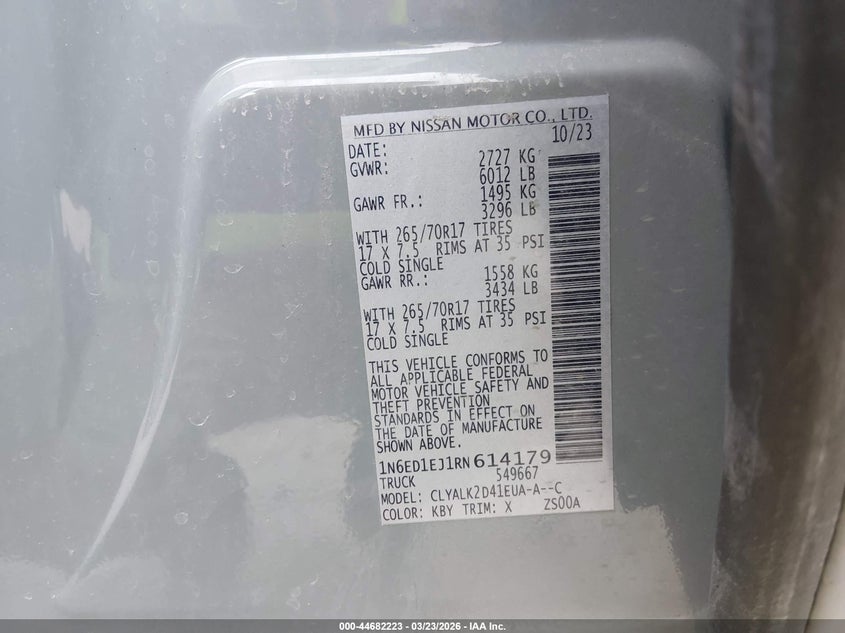 MFD BY NISSAN MOTOR CO., LTD.
DATE: 10/23
GVWR: 2727 KG
6012 LB
GAWR FR.: 1495 KG
3296 LB
WITH 265/70R17 TIRES
17 X 7.5 RIMS AT 35 PSI
COLD SINGLE
GAWR RR.: 1558 KG
3434 LB
WITH 265/70R17 TIRES
17 X 7.5 RIMS AT 35 PSI
COLD SINGLE
THIS VEHICLE CONFORMS TO
ALL APPLICABLE FEDERAL
MOTOR VEHICLE SAFETY AND
THEFT PREVENTION
STANDARDS IN EFFECT ON
THE DATE OF MANUFACTURE
SHOWN ABOVE.
1N6ED1EJ1RN614179
TRUCK 549667
MODEL: CLYALK2D41EUA-A--C
COLOR: KBY TRIM: X ZS00A
000-44682223 - 03/23/2026 - IAA Inc.